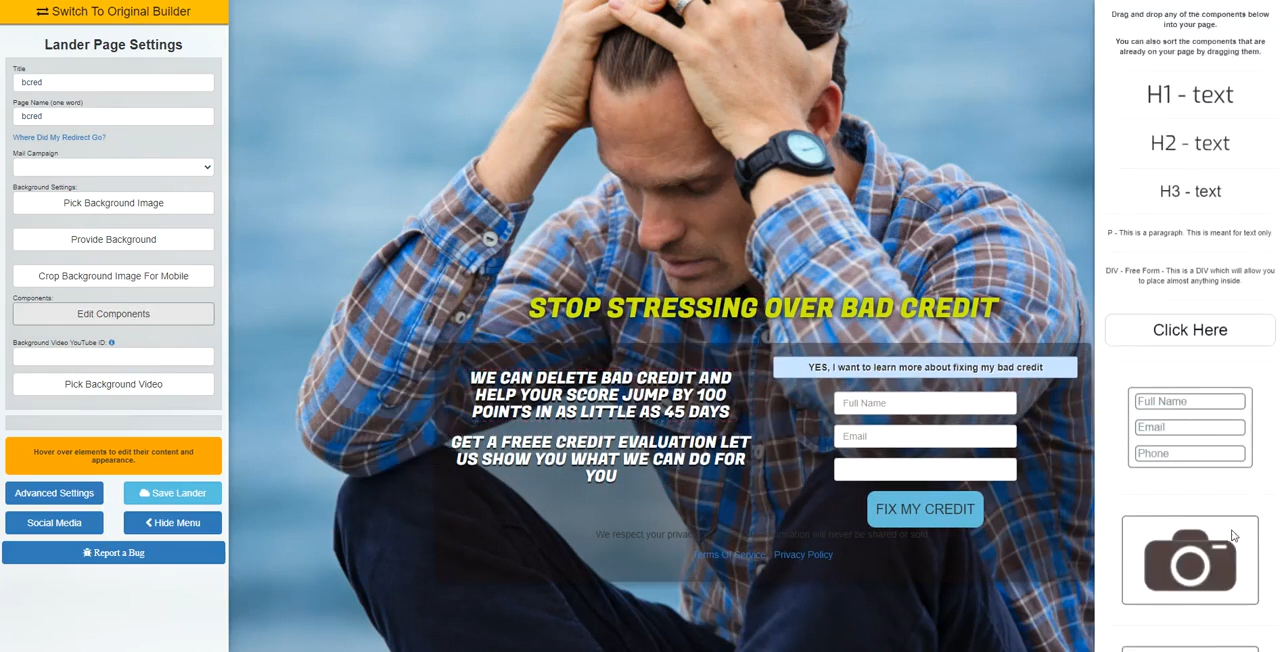 Switch To Original Builder
Lander Page Settings
Title
bcred
Page Name (one word)
bcred
Where Did My Redirect Go?
Mail Campaign
Background Settings:
Pick Background Image
Provide Background
Crop Background Image For Mobile
Components:
Edit Components
Background Video YouTube ID:
Pick Background Video
Hover over elements to edit their content and
appearance.
Advanced Settings
Save Lander
Social Media
Hide Menu
Report a Bug
STOP STRESSING OVER BAD CREDIT
WE CAN DELETE BAD CREDIT AND
HELP YOUR SCORE JUMP BY 100
POINTS IN AS LITTLE AS 45 DAYS
GET A FREEE CREDIT EVALUATION LET
US SHOW YOU WHAT WE CAN DO FOR
YOU
YES, I want to learn more about fixing my bad credit
Full Name
Email
FIX MY CREDIT
We respect your will never be shared or sold
Terms Of Service Privacy Policy
Drag and drop any of the components below
into your page.
You can also sort the components that are
already on your page by dragging them.
H1 - text
H2 - text
H3 - text
P - This is a paragraph. This is meant for text only
DIV - Free Form - This is a DIV which will allow you
to place almost anything inside.
Click Here
Full Name
Email
Phone